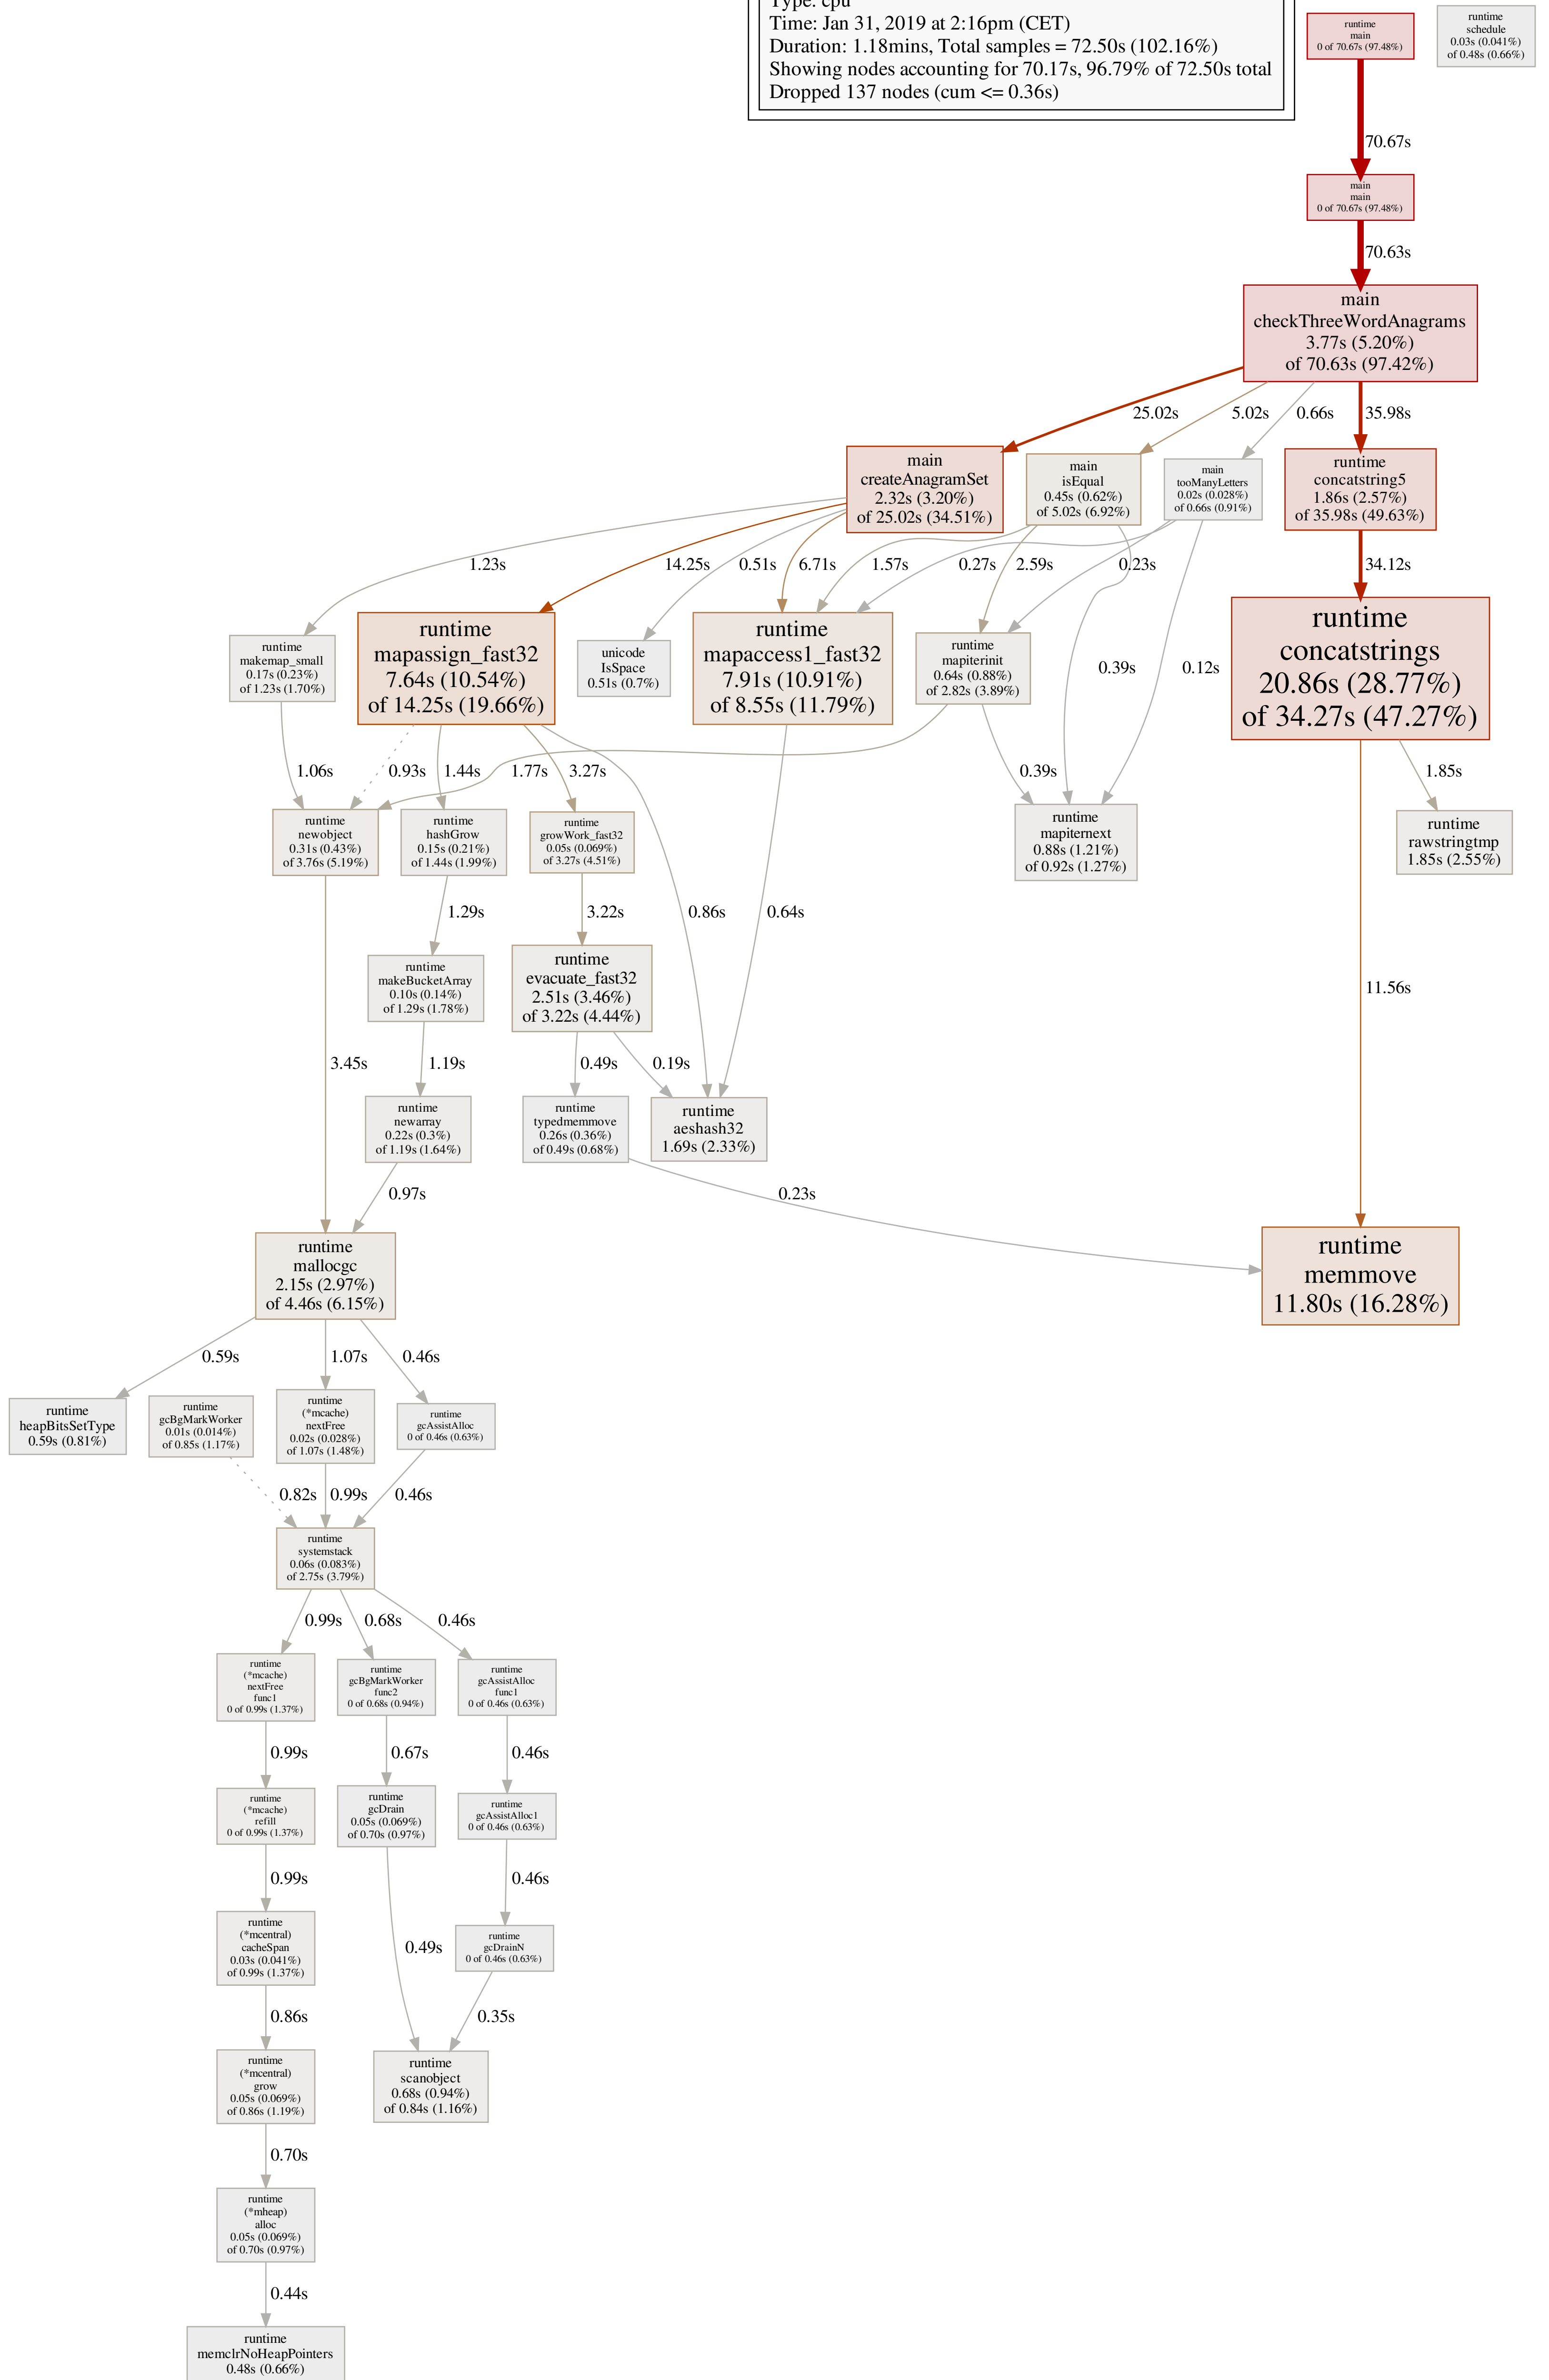 Type: cpu
Time: Jan 31, 2019 at 2:16pm (CET)
Duration: 1.18mins, Total samples = 72.50s (102.16%)
Showing nodes accounting for 70.17s, 96.79% of 72.50s total
Dropped 137 nodes (cum <= 0.36s)
runtime
main
0 of 70.67s (97.48%)
runtime
schedule
0.03s (0.041%)
of 0.48s (0.66%)
70.67s
main
main
0 of 70.67s (97.48%)
70.63s
main
checkThreeWordAnagrams
3.77s (5.20%)
of 70.63s (97.42%)
25.02s
5.02s
0.66s
35.98s
main
createAnagramSet
2.32s (3.20%)
of 25.02s (34.51%)
main
isEqual
0.45s (0.62%)
of 5.02s (6.92%)
main
tooManyLetters
0.02s (0.028%)
of 0.66s (0.91%)
runtime
concatstring5
1.86s (2.57%)
of 35.98s (49.63%)
1.23s
14.25s
0.51s
6.71s
1.57s
0.27s
2.59s
0.23s
34.12s
runtime
makemap_small
0.17s (0.23%)
of 1.23s (1.70%)
runtime
mapassign_fast32
7.64s (10.54%)
of 14.25s (19.66%)
unicode
IsSpace
0.51s (0.7%)
runtime
mapaccess1_fast32
7.91s (10.91%)
of 8.55s (11.79%)
runtime
mapiterinit
0.64s (0.88%)
of 2.82s (3.89%)
0.39s
0.12s
runtime
concatstrings
20.86s (28.77%)
of 34.27s (47.27%)
1.06s
0.93s
1.44s
1.77s
3.27s
0.39s
1.85s
runtime
newobject
0.31s (0.43%)
of 3.76s (5.19%)
runtime
hashGrow
0.15s (0.21%)
of 1.44s (1.99%)
runtime
growWork_fast32
0.05s (0.069%)
of 3.27s (4.51%)
runtime
mapiternext
0.88s (1.21%)
of 0.92s (1.27%)
runtime
rawstringtmp
1.85s (2.55%)
1.29s
3.22s
0.86s
0.64s
runtime
makeBucketArray
0.10s (0.14%)
of 1.29s (1.78%)
runtime
evacuate_fast32
2.51s (3.46%)
of 3.22s (4.44%)
11.56s
3.45s
1.19s
0.49s
0.19s
runtime
newarray
0.22s (0.3%)
of 1.19s (1.64%)
runtime
typedmemmove
0.26s (0.36%)
of 0.49s (0.68%)
runtime
aeshash32
1.69s (2.33%)
0.97s
0.23s
runtime
mallocgc
2.15s (2.97%)
of 4.46s (6.15%)
runtime
memmove
11.80s (16.28%)
0.59s
1.07s
0.46s
runtime
heapBitsSetType
0.59s (0.81%)
runtime
gcBgMarkWorker
0.01s (0.014%)
of 0.85s (1.17%)
runtime
(*mcache)
nextFree
0.02s (0.028%)
of 1.07s (1.48%)
runtime
gcAssistAlloc
0 of 0.46s (0.63%)
0.82s
0.99s
0.46s
runtime
systemstack
0.06s (0.083%)
of 2.75s (3.79%)
0.99s
0.68s
0.46s
runtime
(*mcache)
nextFree
func1
0 of 0.99s (1.37%)
runtime
gcBgMarkWorker
func2
0 of 0.68s (0.94%)
runtime
gcAssistAlloc
func1
0 of 0.46s (0.63%)
0.99s
0.67s
0.46s
runtime
(*mcache)
refill
0 of 0.99s (1.37%)
runtime
gcDrain
0.05s (0.069%)
of 0.70s (0.97%)
runtime
gcAssistAlloc1
0 of 0.46s (0.63%)
0.99s
0.46s
runtime
(*mcentral)
cacheSpan
0.03s (0.041%)
of 0.99s (1.37%)
0.49s
runtime
gcDrainN
0 of 0.46s (0.63%)
0.86s
0.35s
runtime
(*mcentral)
grow
0.05s (0.069%)
of 0.86s (1.19%)
runtime
scanobject
0.68s (0.94%)
of 0.84s (1.16%)
0.70s
runtime
(*mheap)
alloc
0.05s (0.069%)
of 0.70s (0.97%)
0.44s
runtime
memclrNoHeapPointers
0.48s (0.66%)